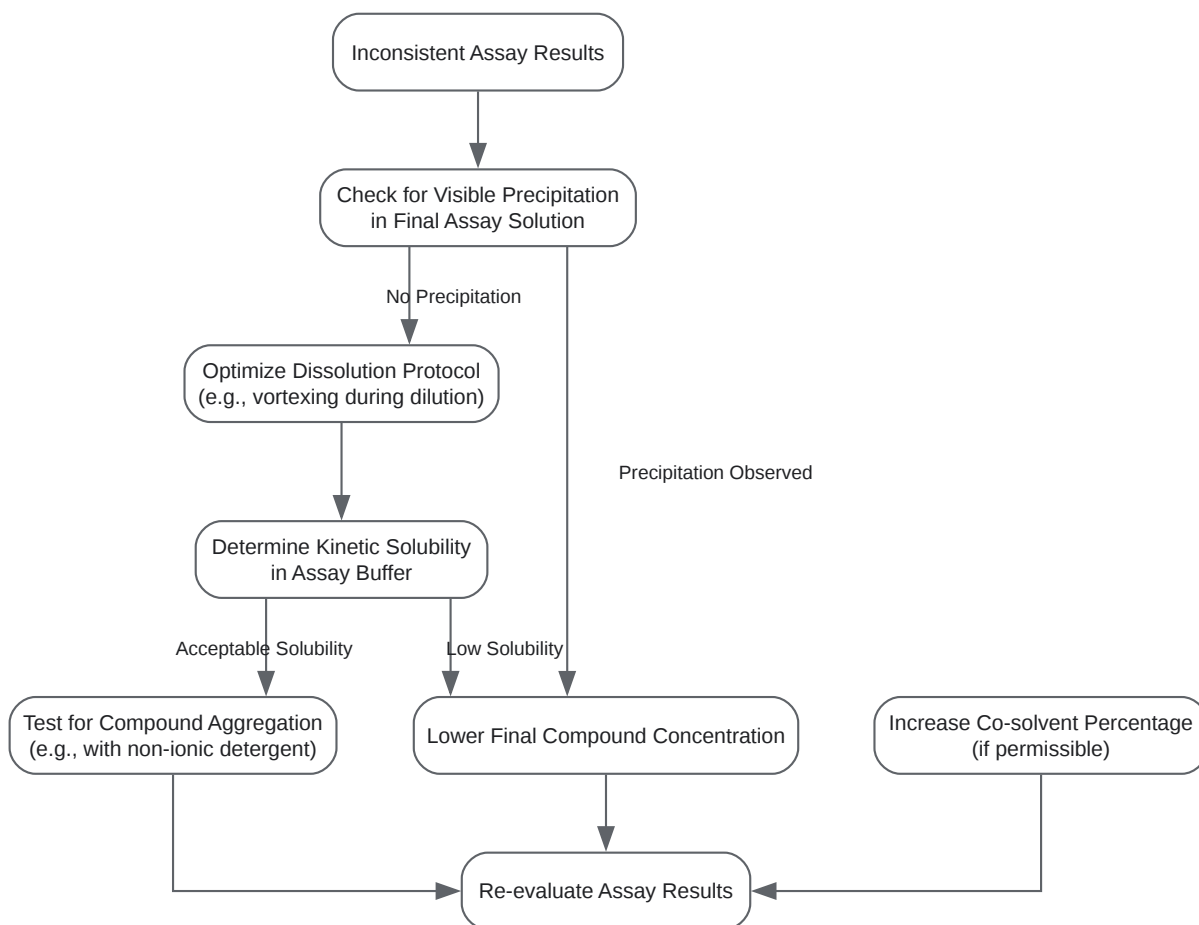 Inconsistent Assay Results
Check for Visible Precipitation
in Final Assay Solution
No Precipitation
Optimize Dissolution Protocol
(e.g., vortexing during dilution)
Precipitation Observed
Determine Kinetic Solubility
in Assay Buffer
Acceptable Solubility
Low Solubility
Test for Compound Aggregation
(e.g., with non-ionic detergent)
Lower Final Compound Concentration
Increase Co-solvent Percentage
(if permissible)
Re-evaluate Assay Results